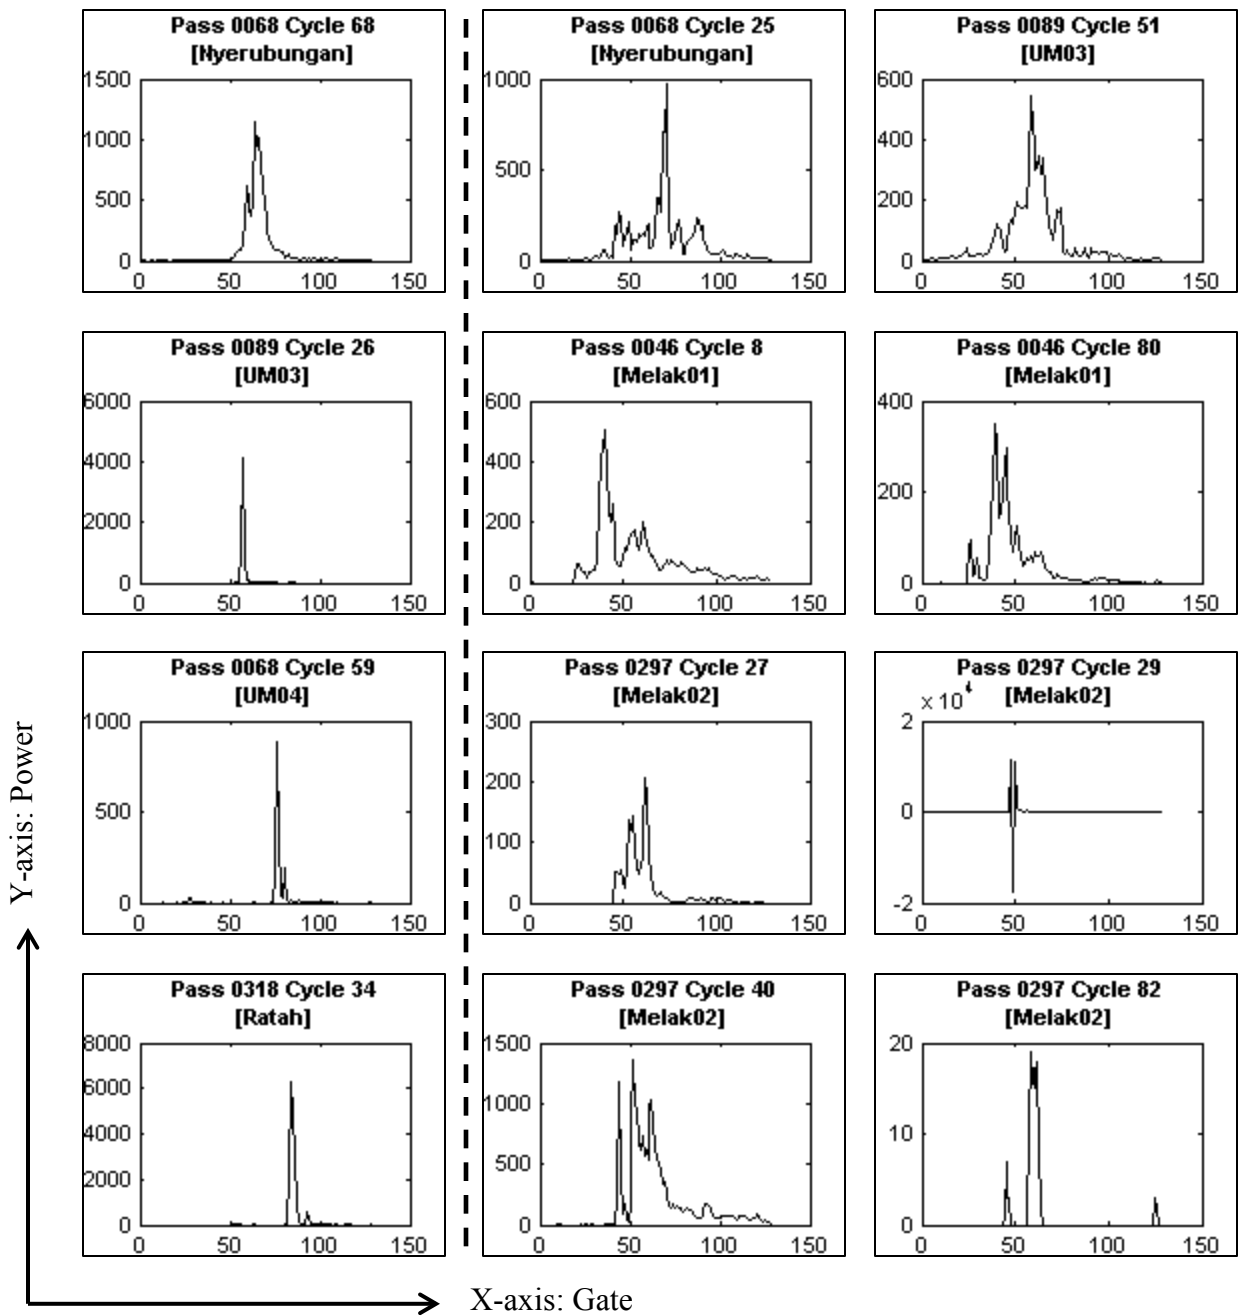 Pass 0068 Cycle 68
[Nyerubungan]
1500
1000
500
0
0 50 100 150
Pass 0068 Cycle 25
[Nyerubungan]
1000
500
0
0 50 100 150
Pass 0089 Cycle 51
[UM03]
600
400
200
0
0 50 100 150
Pass 0089 Cycle 26
[UM03]
6000
4000
2000
0
0 50 100 150
Pass 0046 Cycle 8
[Melak01]
600
400
200
0
0 50 100 150
Pass 0046 Cycle 80
[Melak01]
400
200
0
0 50 100 150
Pass 0068 Cycle 59
[UM04]
1000
500
0
0 50 100 150
Pass 0297 Cycle 27
[Melak02]
300
200
100
0
0 50 100 150
Pass 0297 Cycle 29
[Melak02]
x 10^4
2
0
-2
0 50 100 150
Pass 0318 Cycle 34
[Ratah]
8000
6000
4000
2000
0
0 50 100 150
Pass 0297 Cycle 40
[Melak02]
1500
1000
500
0
0 50 100 150
Pass 0297 Cycle 82
[Melak02]
20
10
0
0 50 100 150
Y-axis: Power
X-axis: Gate